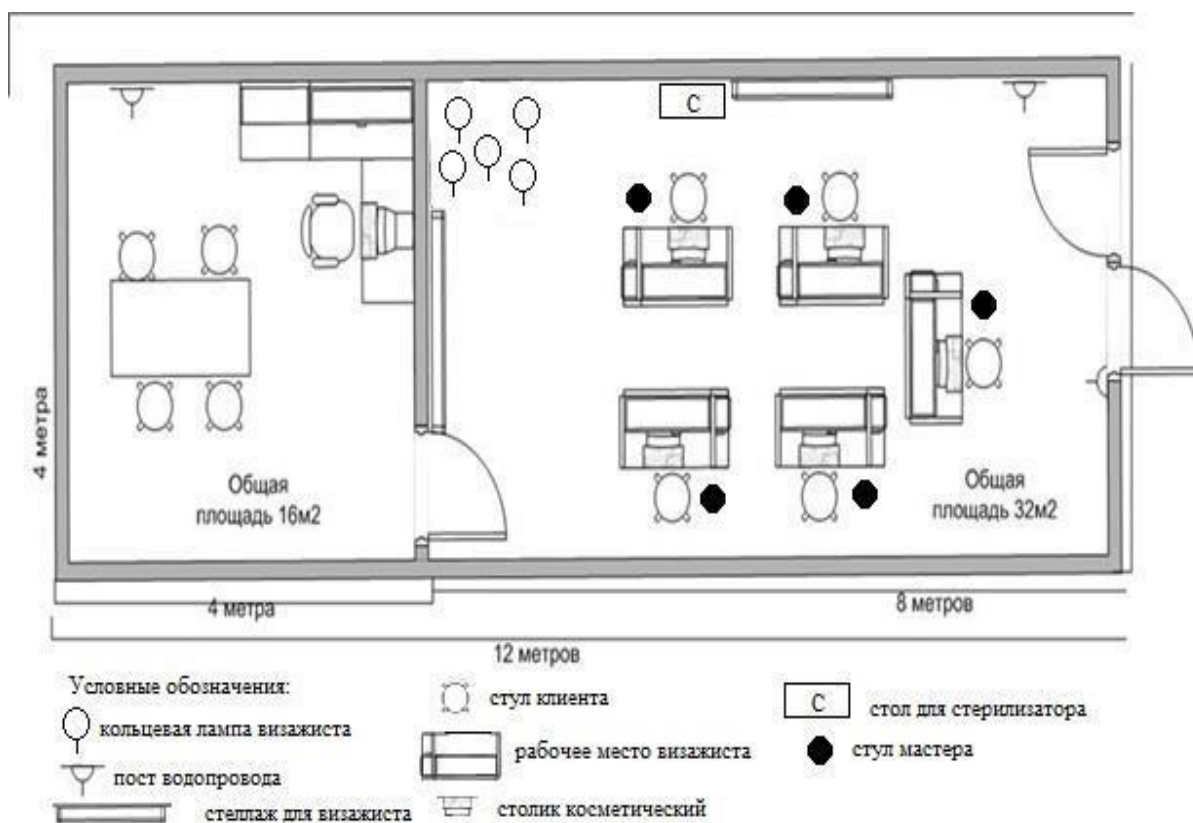 С
4 метра
Общая
площадь 16м2
Общая
площадь 32м2
4 метра
8 метров
12 метров
Условные обозначения:
кольцевая лампа визажиста
пост водопровода
стеллаж для визажиста
стул клиента
рабочее место визажиста
столик косметический
С
стол для стерилизатора
стул мастера